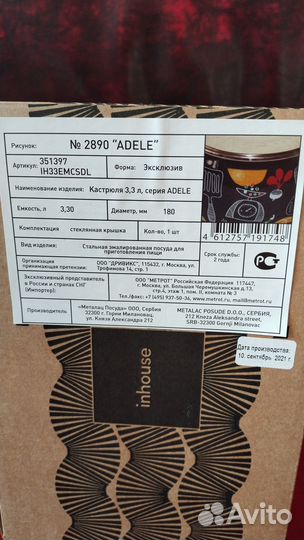 Рисунок: № 2890 "ADELE"
Артикул: 351397 IH33EMCSDL Форма: Эксклюзив
Наименование изделия: Кастрюля 3,3 л, серия ADELE
Емкость, л 3,30 Диаметр, мм 180
Комплектация стеклянная крышка Кол-во, 1 шт
4 612757 191748
Вид изделия: Стальная эмалированная посуда для приготовления пищи
Срок службы: 2 года
РС
Организация, принимающая претензии: ООО "ДРИВИКС", 115432, г. Москва, ул. Трофимова 14, стр. 1
Эксклюзивный представитель в России и странах СНГ (Импортер):
ООО "МЕТРОТ" Российская Федерация 117447,
г. Москва, ул. Большая Черемушкинская д.13,
стр.4, этаж 1, пом. II, комната № 3
Тел./факс: +7 (495) 937-50-36, www.metrot.ru, mail@metrot.ru
Производитель
«Металац Посуда» ООО, Сербия
32300 г. Горни Милановац,
ул. Князя Александра 212
METALAC POSUDE D.O.O., СЕРБИЯ,
212 Kneza Aleksandra street,
SRB-32300 Gornji Milanovac
Дата производства:
10. сентябрь. 2021 г
inhouse
Avito